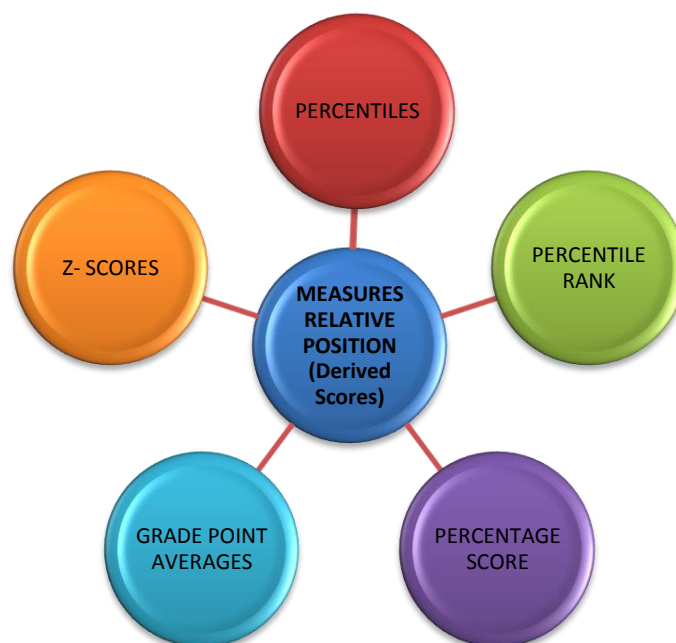 PERCENTILES
Z- SCORES
PERCENTILE
RANK
MEASURES
RELATIVE
POSITION
(Derived
Scores)
GRADE POINT
AVERAGES
PERCENTAGE
SCORE